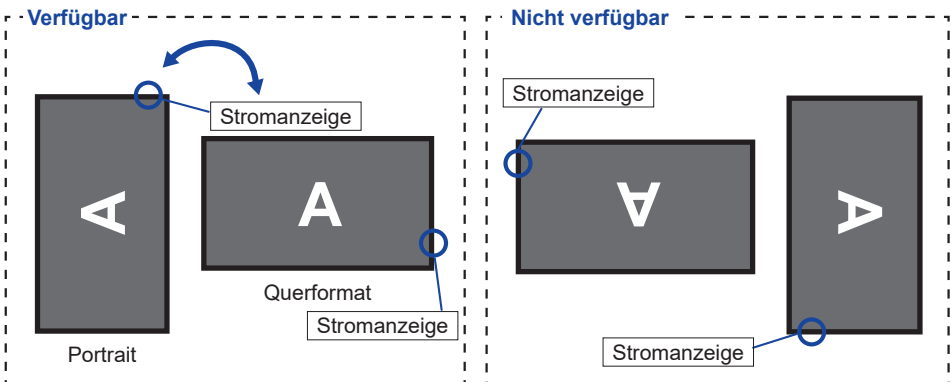 Verfügbar
Stromanzeige
A
A
Querformat
Stromanzeige
Portrait
Nicht verfügbar
Stromanzeige
A
A
Stromanzeige